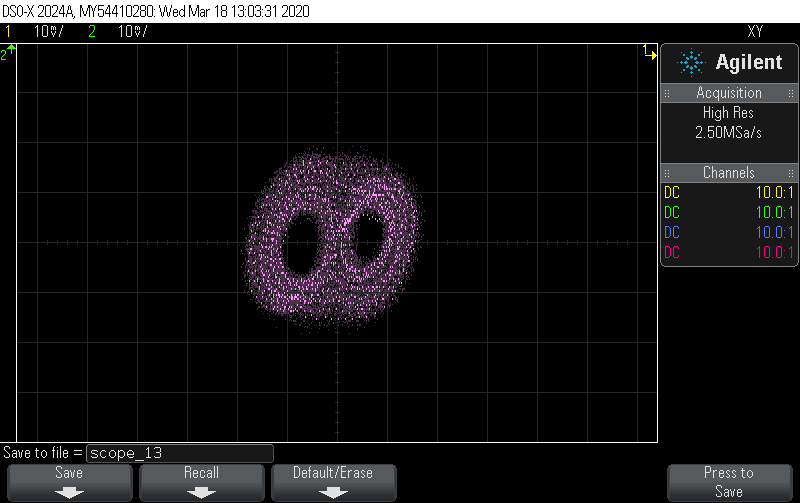 DSO-X 2024A, MY54410280: Wed Mar 18 13:03:31 2020
1 10V/ 2 10V/ XY
2 1
Agilent
Acquisition
High Res
2.50MSa/s
Channels
DC 10.0:1
DC 10.0:1
DC 10.0:1
DC 10.0:1
Save to file = scope_13
Save Recall Default/Erase Press to
Save